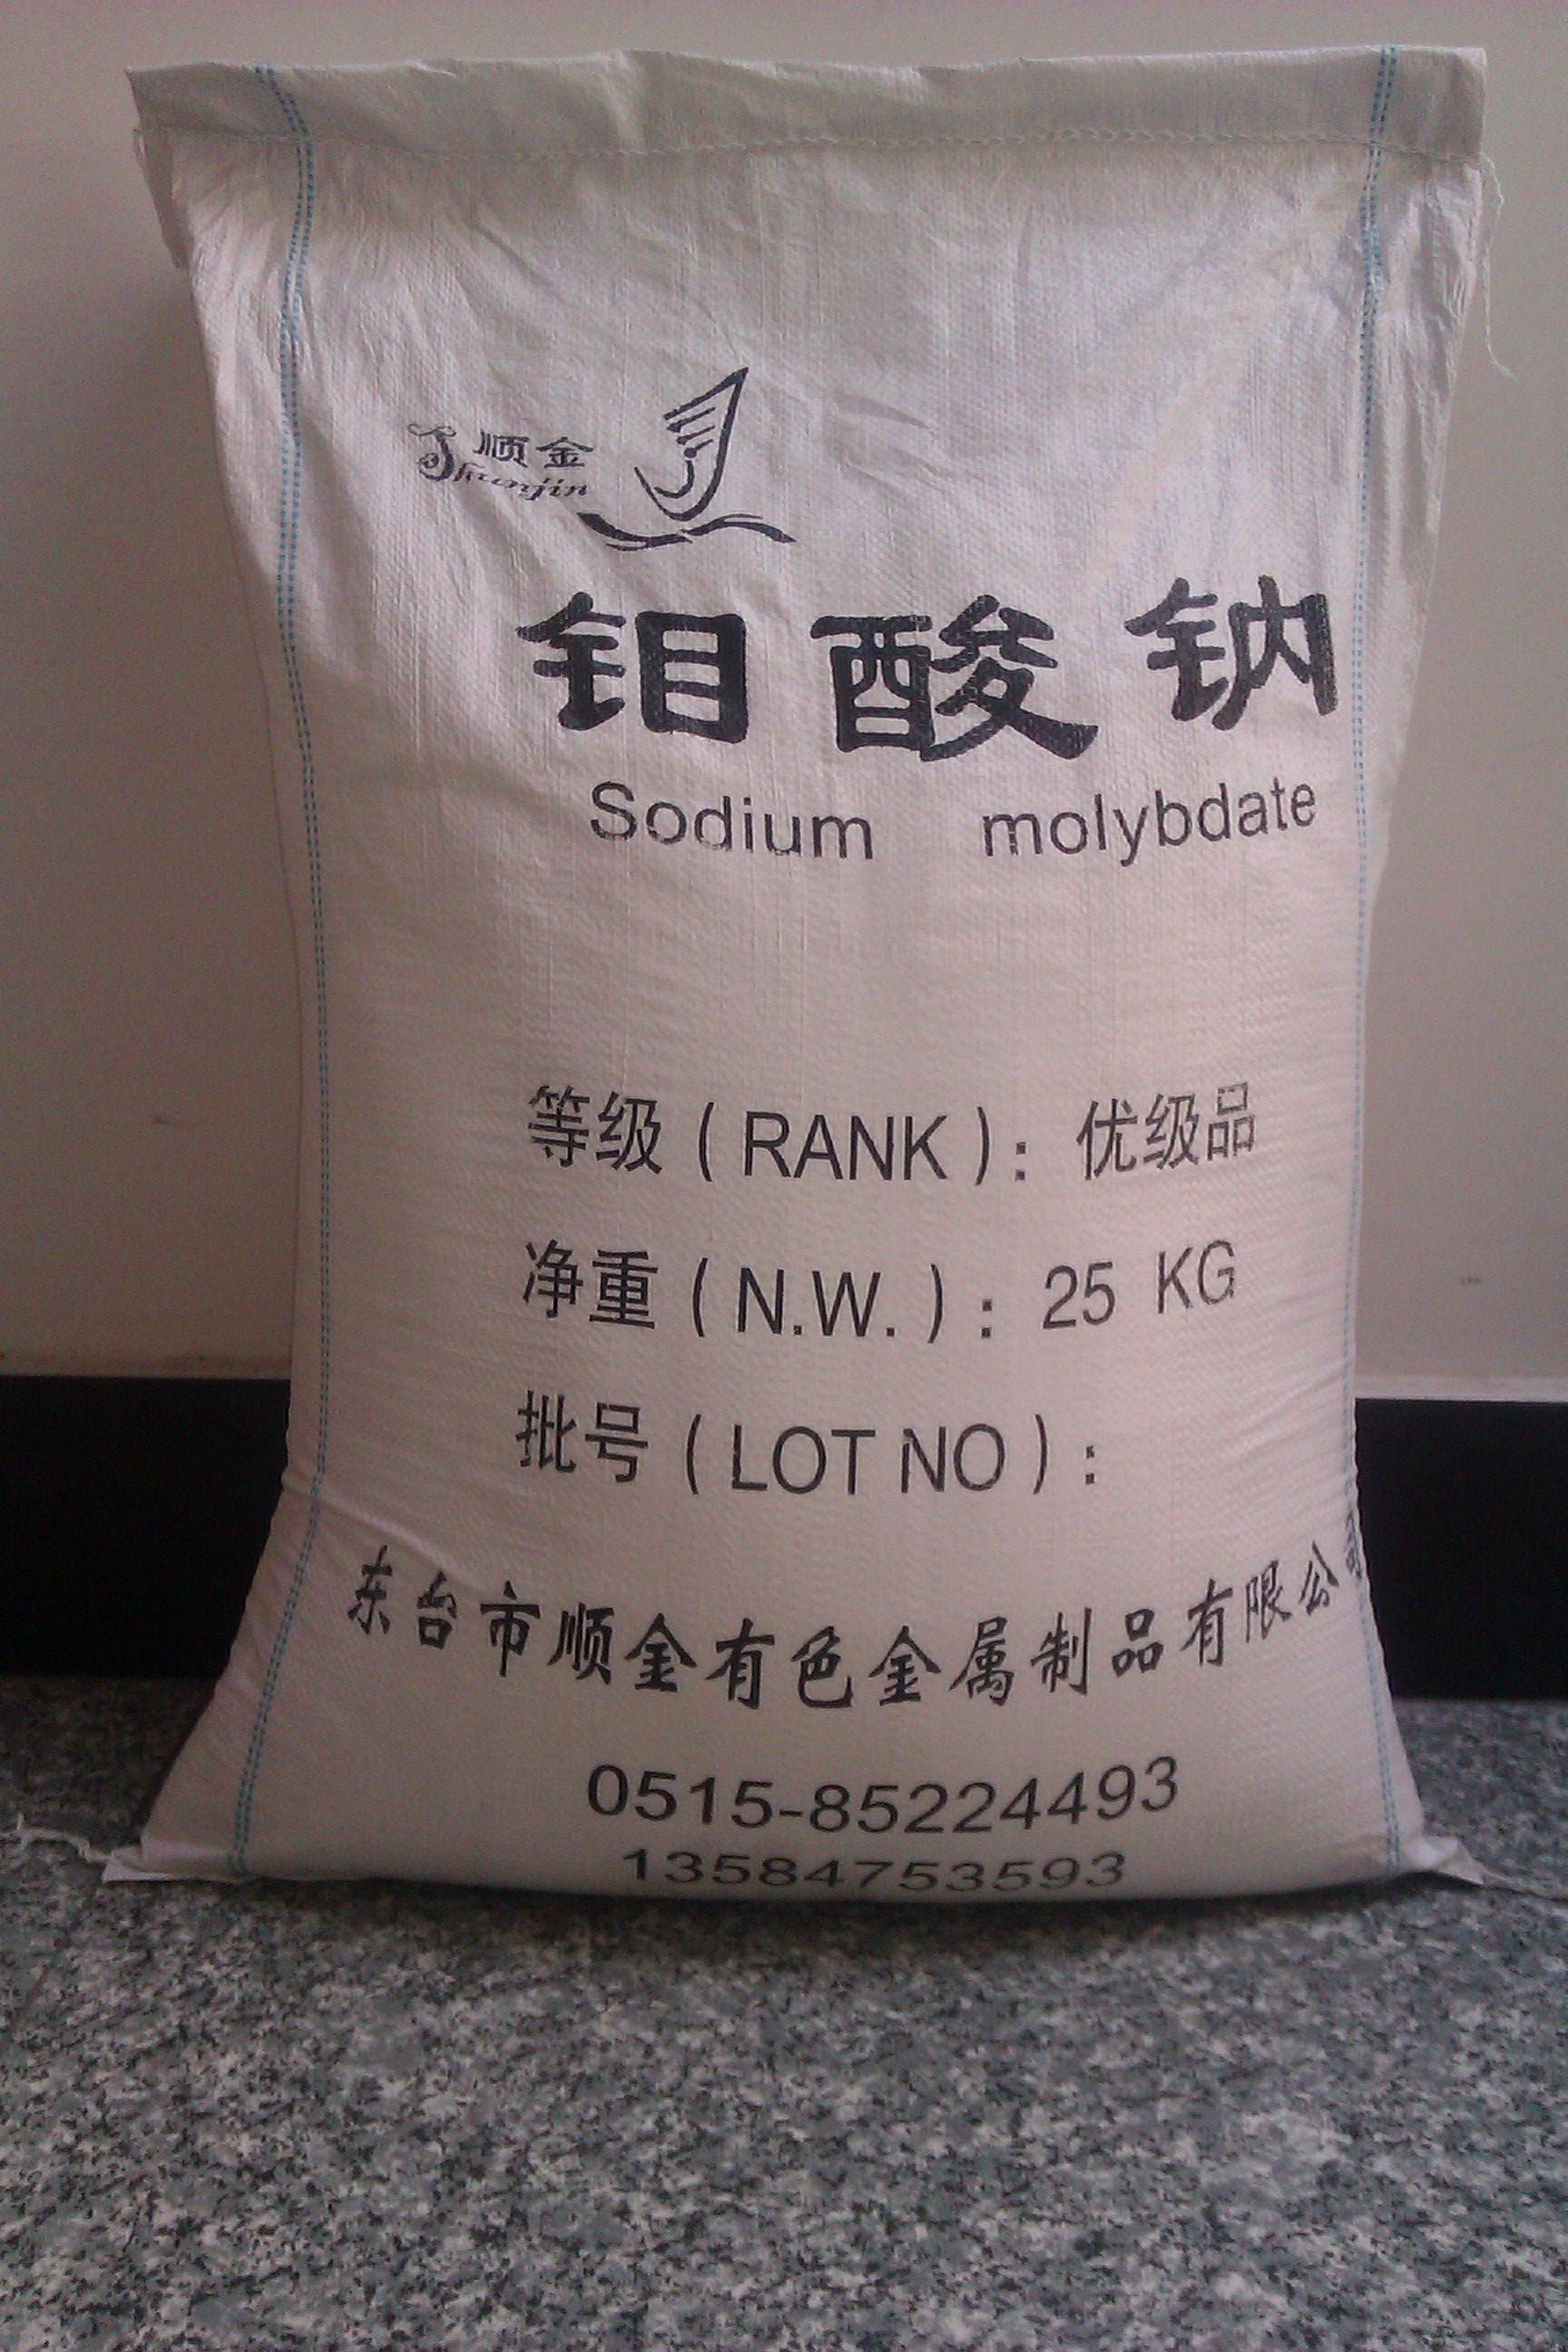 顺金
Shunjin
钼酸钠
Sodium molybdate
等级(RANK):优级品
净重(N.W.):25 KG
批号(LOT NO):
东台市顺金有色金属制品有限公司
0515-85224493
13584753593